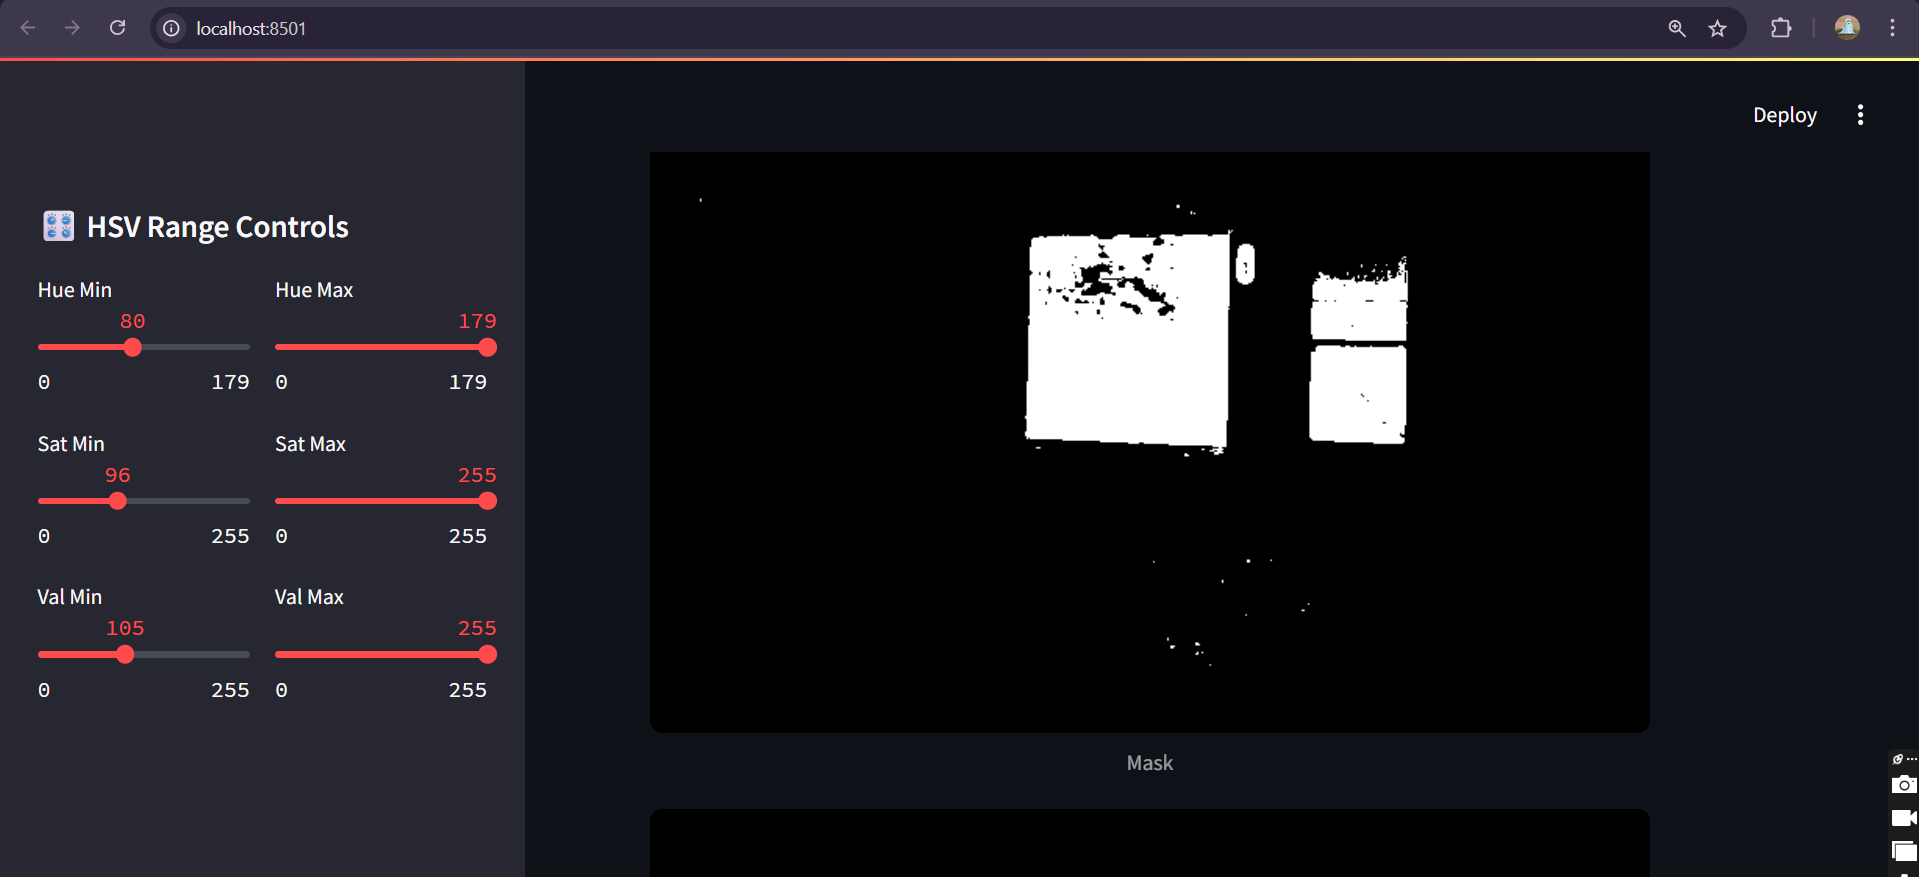 localhost:8501
Deploy
HSV Range Controls
Hue Min Hue Max
80 179
0 179 0 179
Sat Min Sat Max
96 255
0 255 0 255
Val Min Val Max
105 255
0 255 0 255
Mask